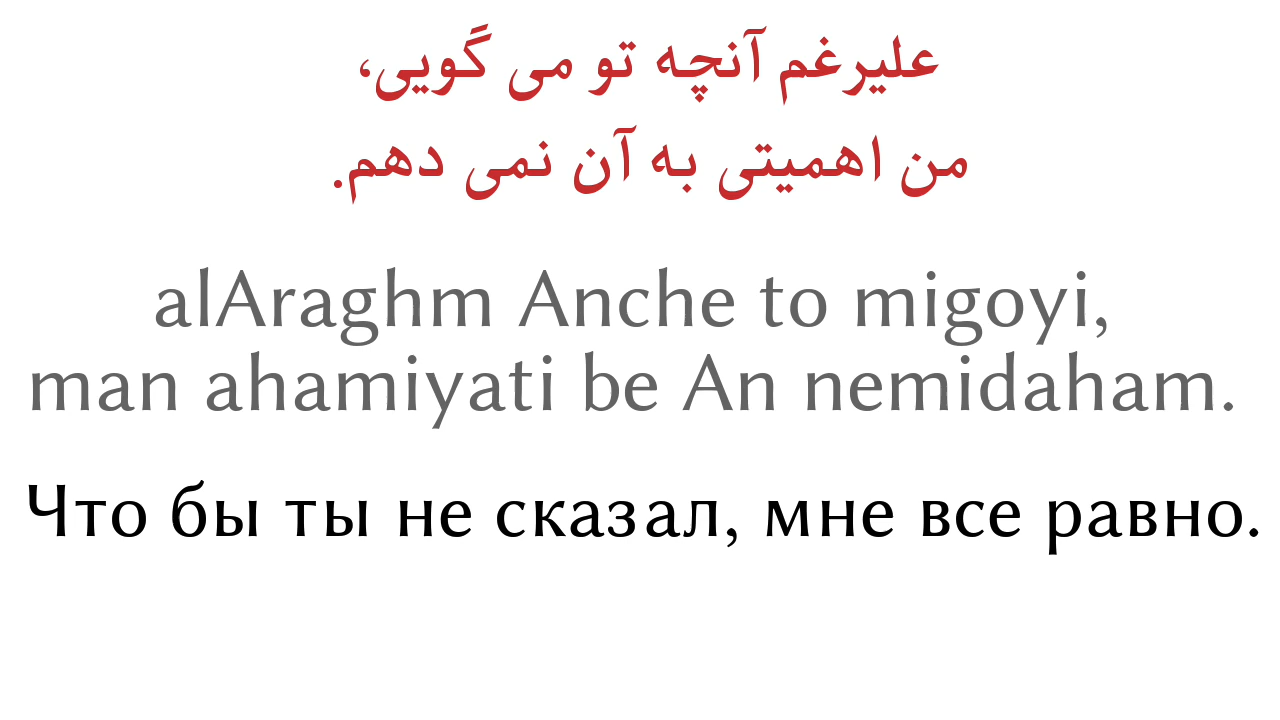 علیرغم آنچه تو می گویی،
من اهمیتی به آن نمی دهم.
alAraghm Anche to migoyi,
man ahamiyati be An nemidaham.
Что бы ты не сказал, мне все равно.